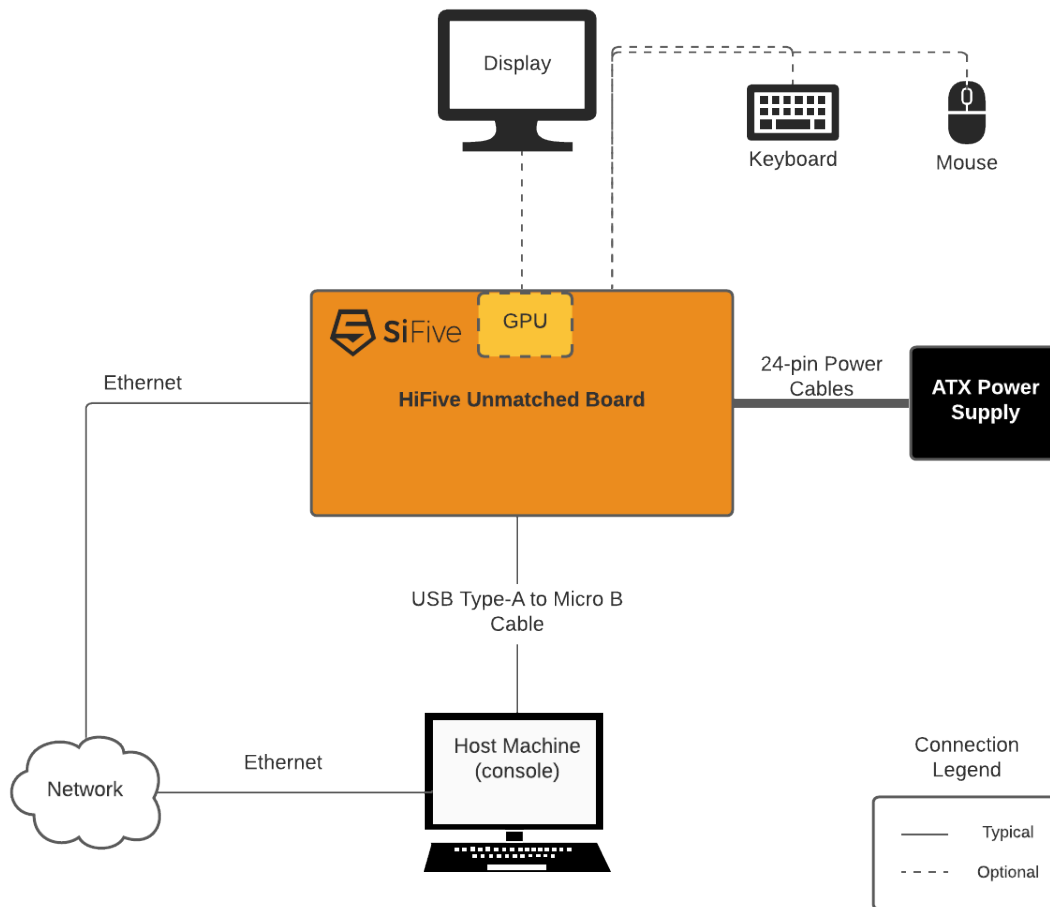 Display
Keyboard
Mouse
SiFive
GPU
HiFive Unmatched Board
24-pin Power
Cables
ATX Power
Supply
Ethernet
USB Type-A to Micro B
Cable
Host Machine
(console)
Ethernet
Network
Connection
Legend
Typical
Optional